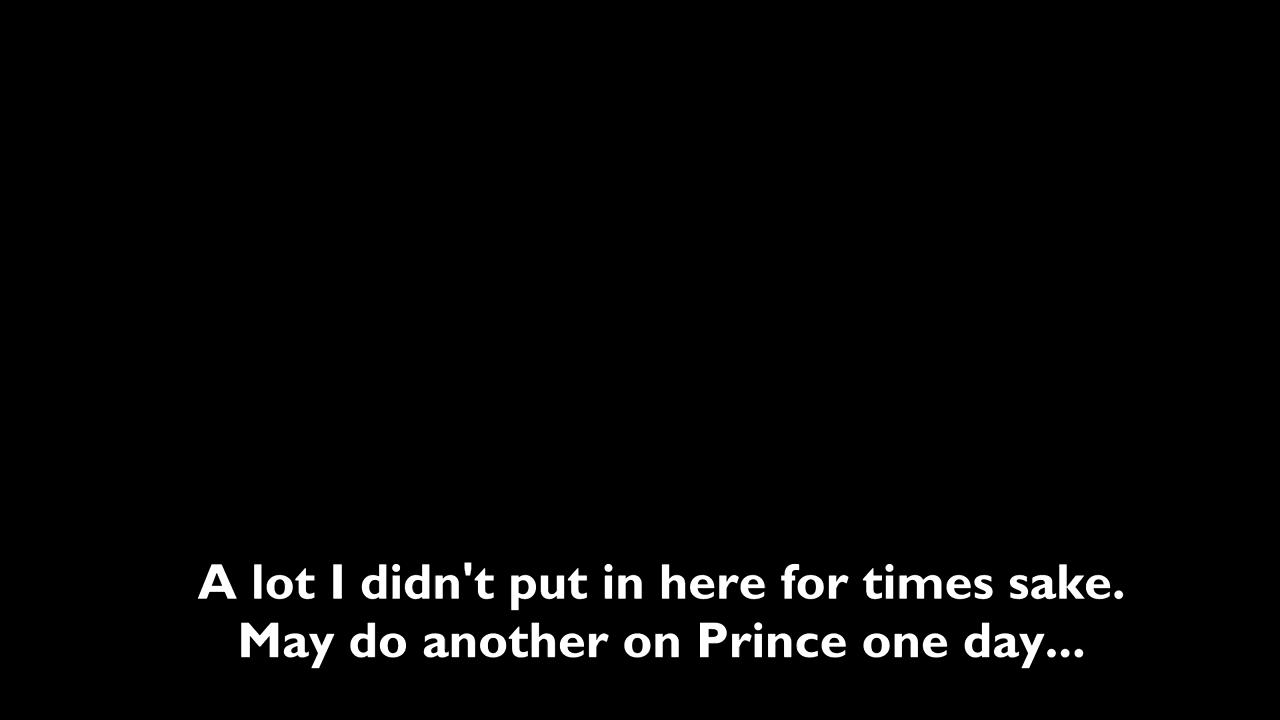 A lot I didn't put in here for times sake.
May do another on Prince one day...